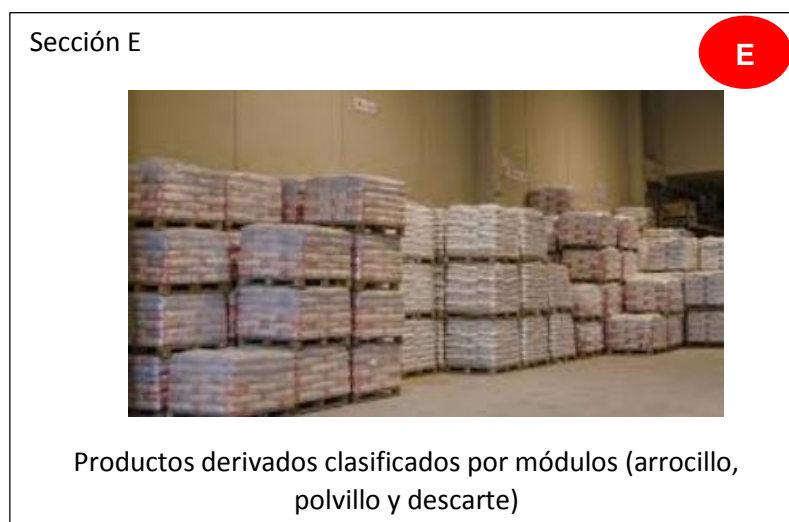 Sección E
E
Productos derivados clasificados por módulos (arrocillo,
polvillo y descarte)